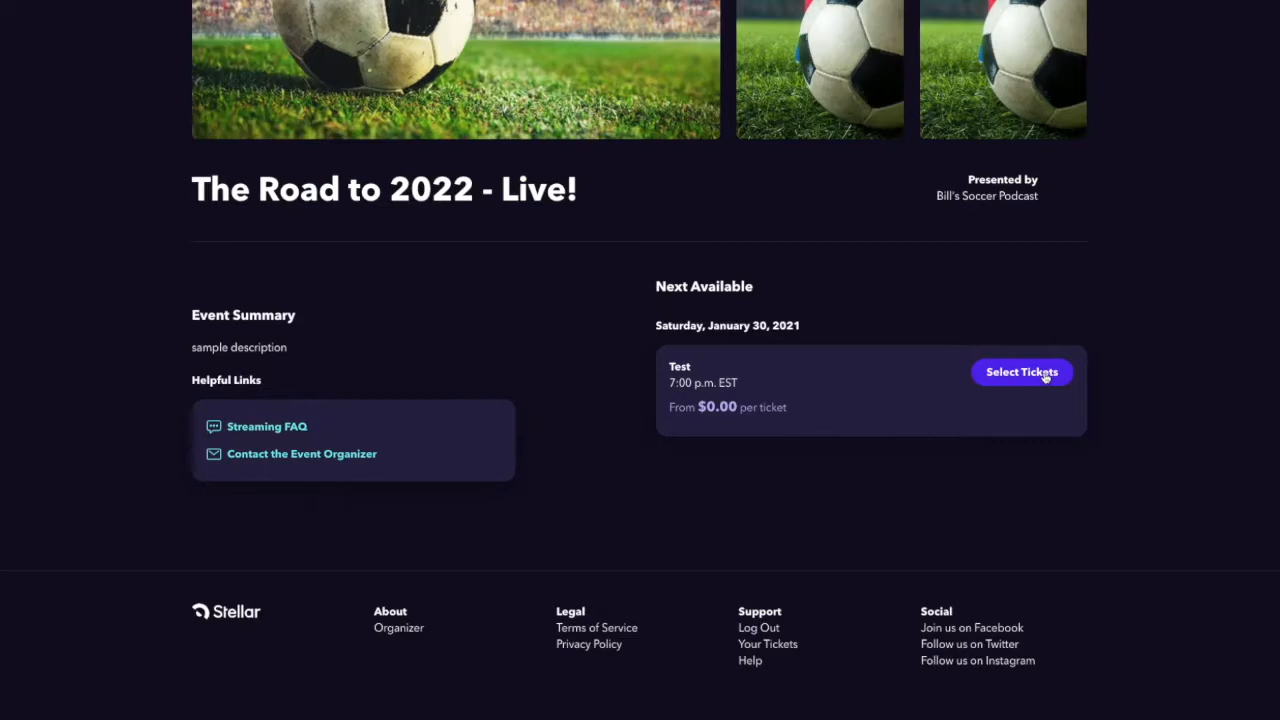 The Road to 2022 - Live!
Presented by
Bill's Soccer Podcast
Event Summary
sample description
Helpful Links
Streaming FAQ
Contact the Event Organizer
Next Available
Saturday, January 30, 2021
Test
7:00 p.m. EST
From $0.00 per ticket
Select Tickets
Stellar
About
Organizer
Legal
Terms of Service
Privacy Policy
Support
Log Out
Your Tickets
Help
Social
Join us on Facebook
Follow us on Twitter
Follow us on Instagram